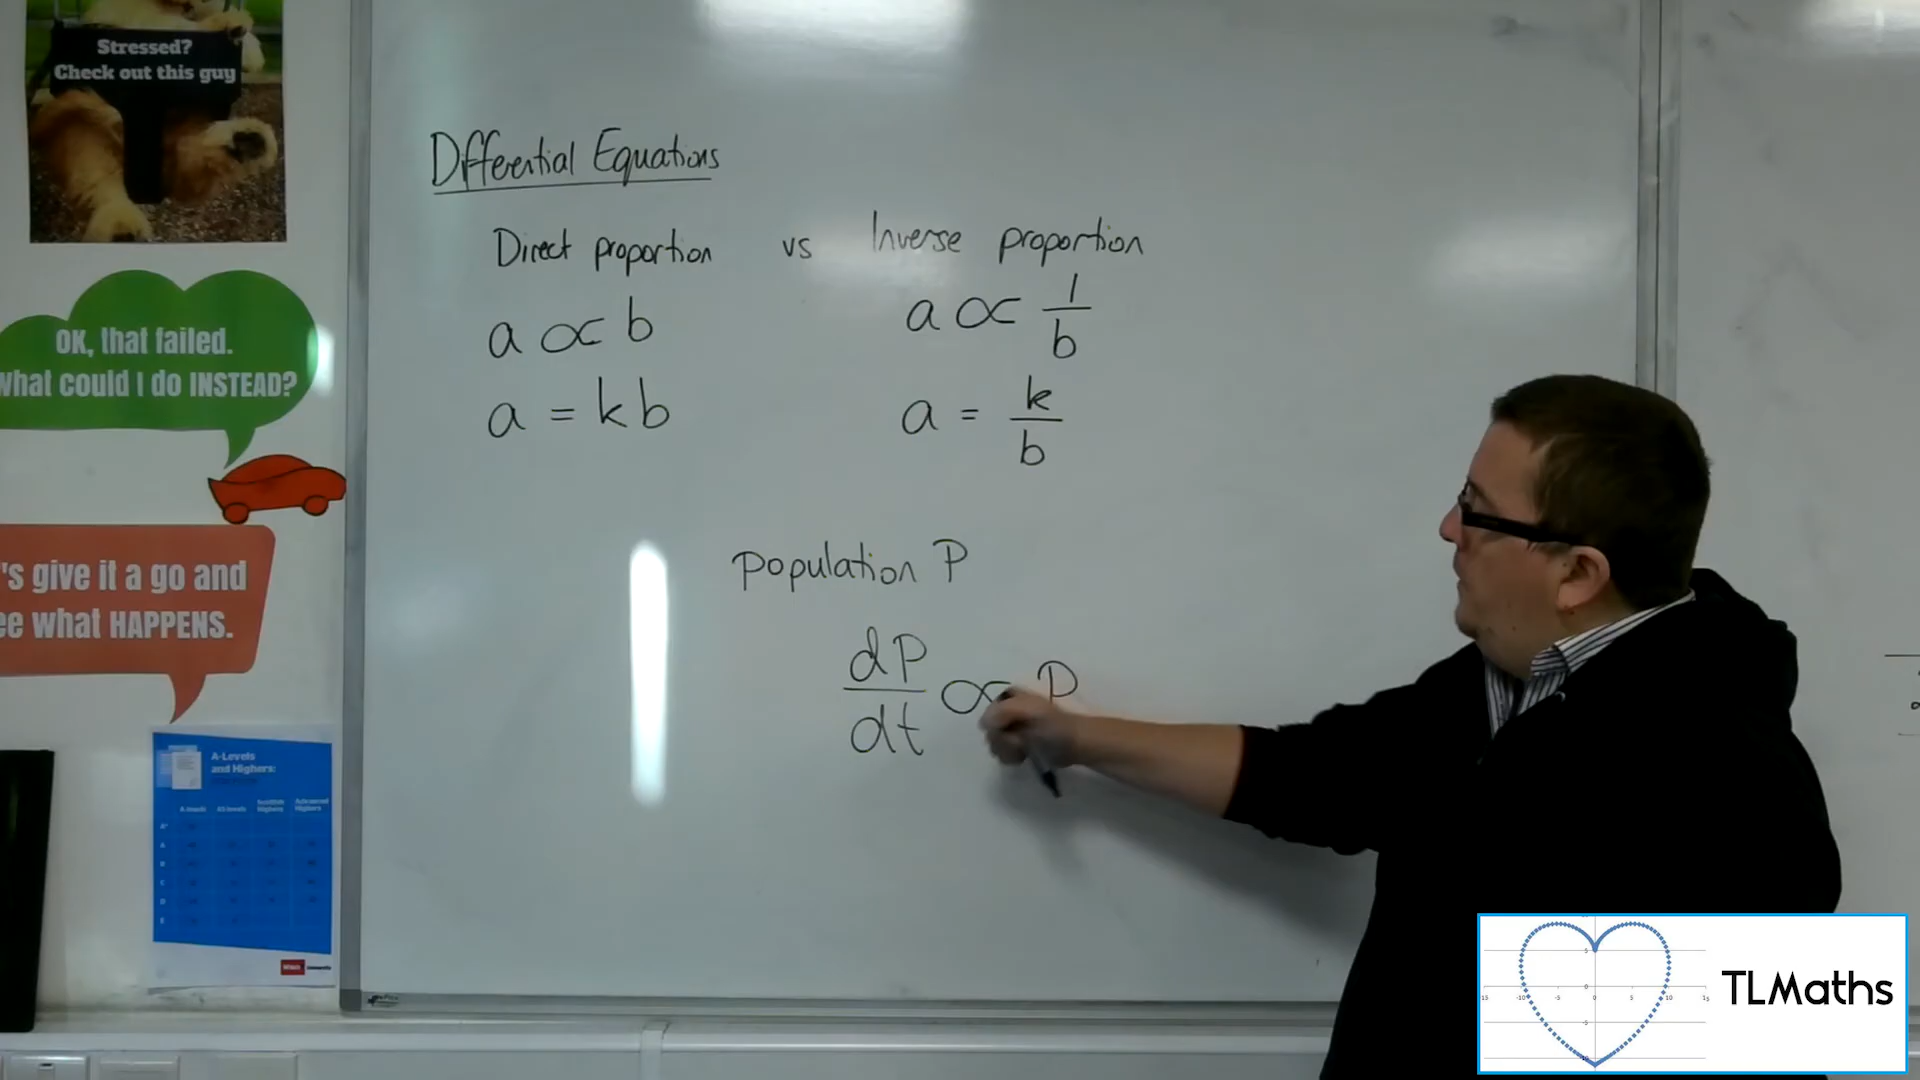 Stressed?
Check out this guy
Dfferential Equations
Direct proportion vs Inverse proportion
a ∝ b
a ∝ 1/b
a = kb
a = k/b
OK, that failed.
what could I do INSTEAD?
's give it a go and
ee what HAPPENS.
Population P
dP/dt ∝ P
A-Levels
and Highers:
TLMaths